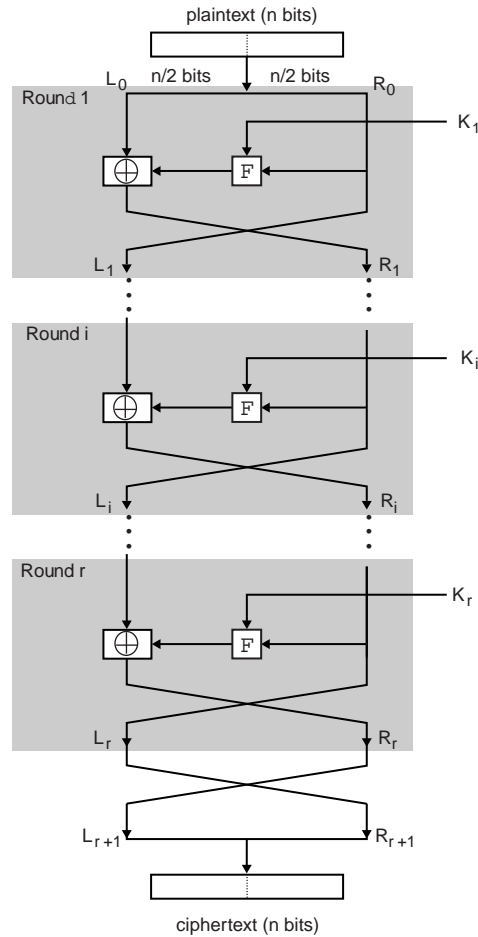 plaintext (n bits)
L0 n/2 bits n/2 bits R0
Round 1
K1
F
L1 R1
Round i
Ki
F
Li Ri
Round r
Kr
F
Lr Rr
Lr+1 Rr+1
ciphertext (n bits)